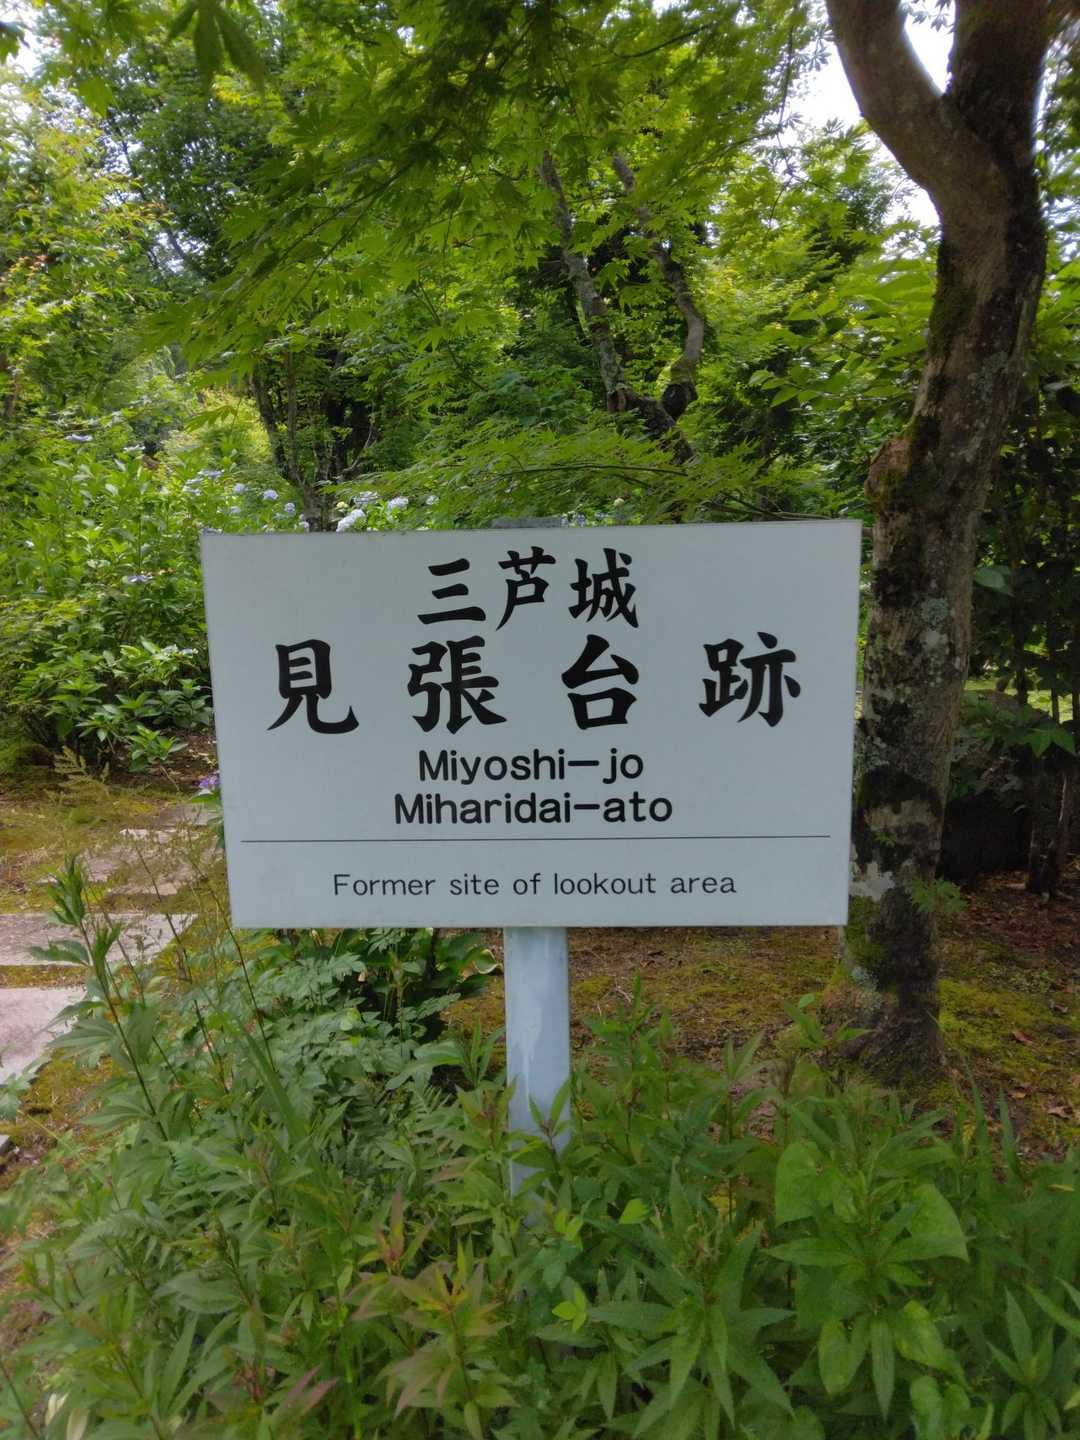 三芦城
見張台跡
Miyoshi-jo
Miharidai-ato
Former site of lookout area